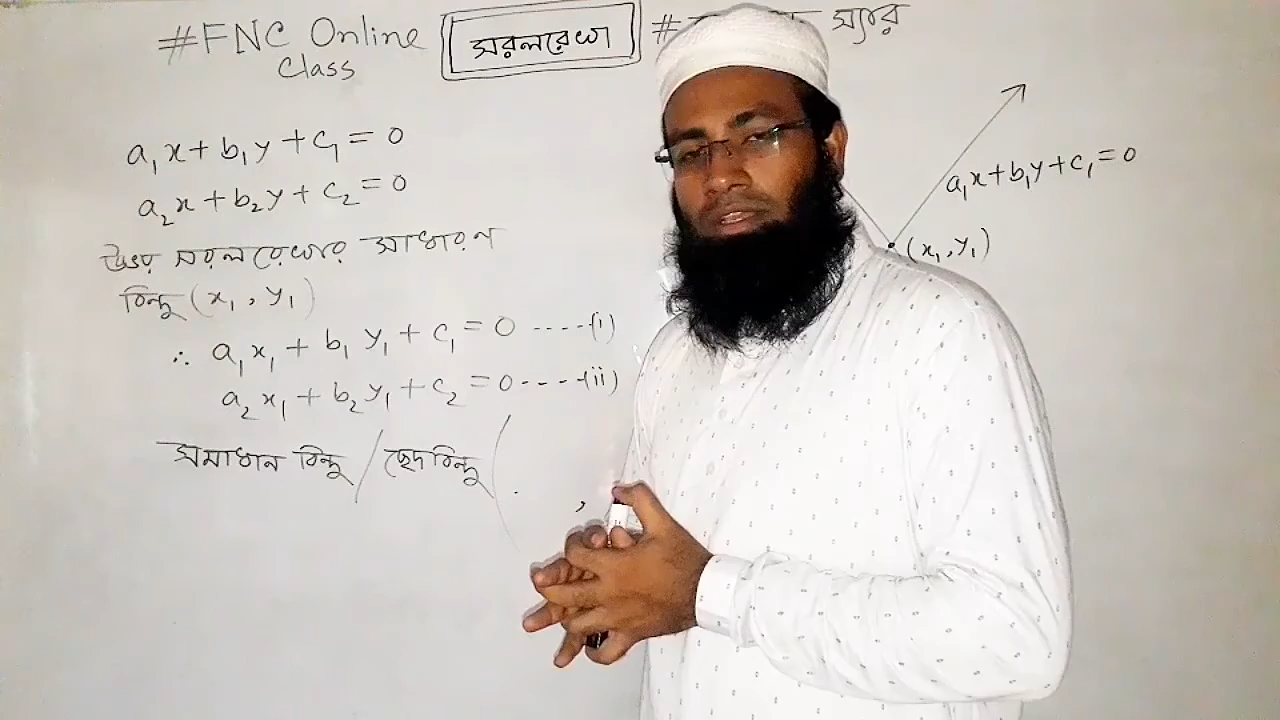 #FNC Online
Class
সরলরেখা
# স্যার
a₁x + b₁y + c₁ = 0
a₂x + b₂y + c₂ = 0
উভয় সরলরেখার সাধারণ
বিন্দু (x₁, y₁)
∴ a₁x₁ + b₁y₁ + c₁ = 0 ----(i)
a₂x₁ + b₂y₁ + c₂ = 0 ----(ii)
সমাধান বিন্দু / ছেদবিন্দু ( . ,
a₁x + b₁y + c₁ = 0
(x₁, y₁)